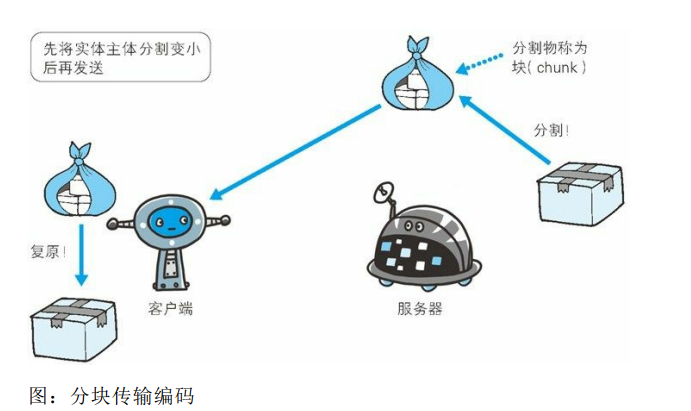 先将实体主体分割变小
后再发送
分割物称为
块( chunk )
分割!
复原!
客户端
服务器
图：分块传输编码